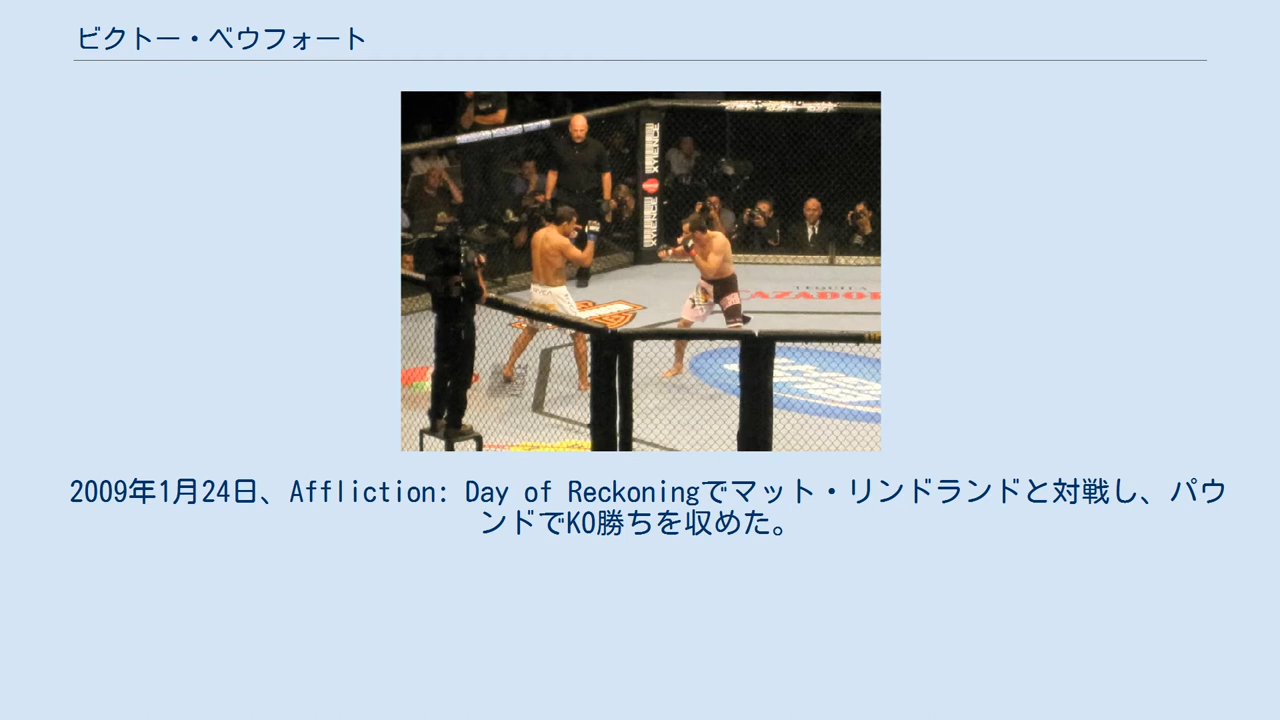 ビクトー・ベウフォート
XYIENCE
XYIENCE
TEQUILA
2009年1月24日、Affliction: Day of Reckoningでマット・リンドランドと対戦し、パウ
ンドでKO勝ちを収めた。